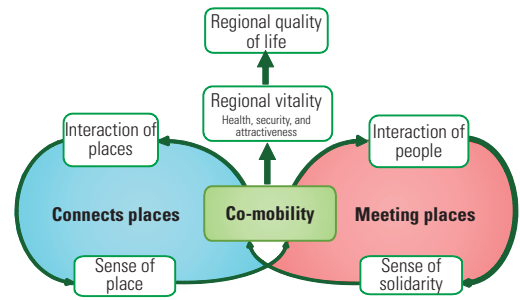 Regional quality
of life
Regional vitality
Health, security, and
attractiveness
Interaction of
places
Interaction of
people
Connects places
Co-mobility
Meeting places
Sense of
place
Sense of
solidarity